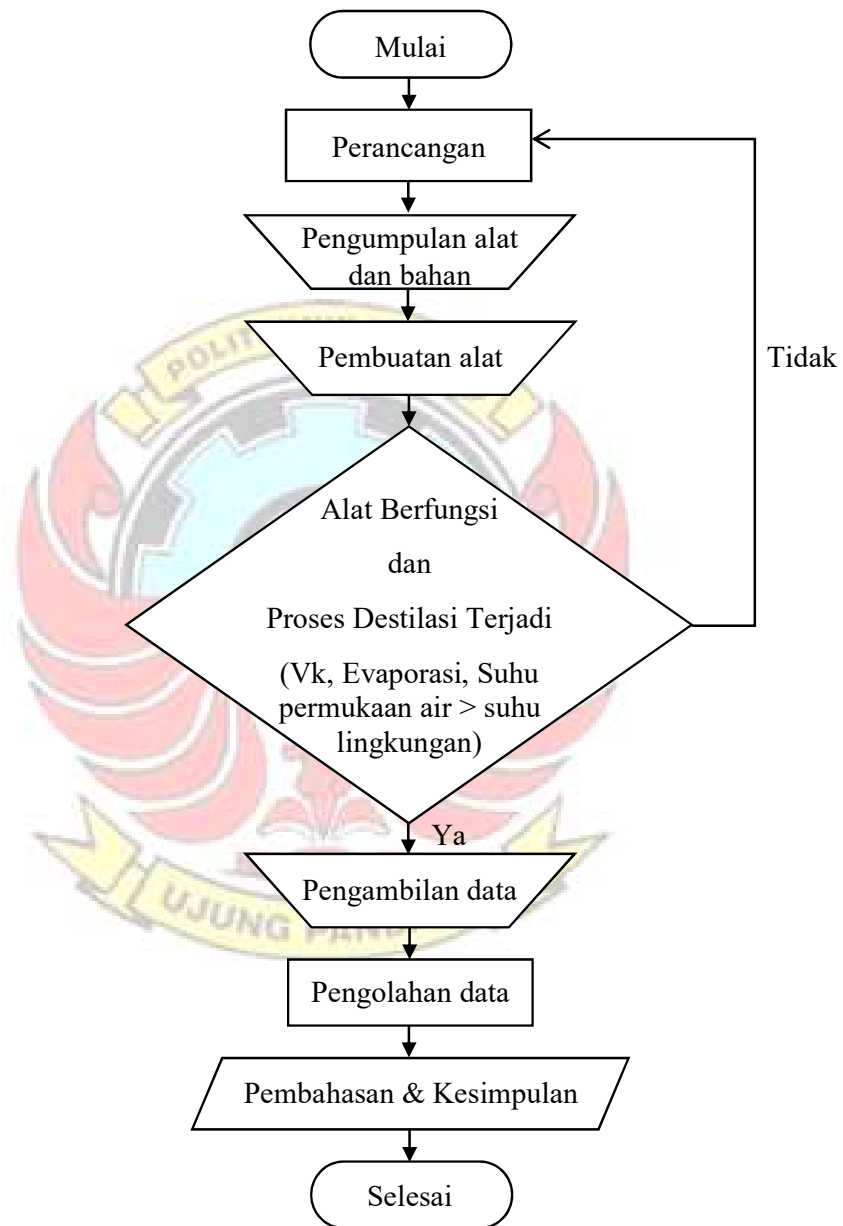 Mulai
Perancangan
Pengumpulan alat
dan bahan
Pembuatan alat
Tidak
Alat Berfungsi
dan
Proses Destilasi Terjadi
(Vk, Evaporasi, Suhu
permukaan air > suhu
lingkungan)
Ya
Pengambilan data
UJUNG
Pengolahan data
Pembahasan & Kesimpulan
Selesai